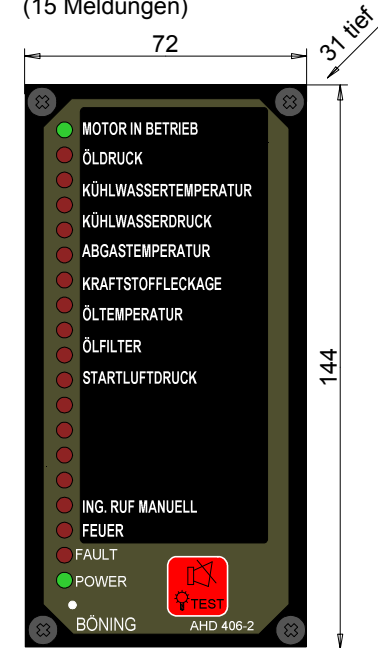 (15 Meldungen)
72
31 tief
MOTOR IN BETRIEB
ÖLDRUCK
KÜHLWASSERTEMPERATUR
KÜHLWASSERDRUCK
ABGASTEMPERATUR
KRAFTSTOFFLECKAGE
ÖLTEMPERATUR
ÖLFILTER
STARTLUFTDRUCK
144
ING. RUF MANUELL
FEUER
FAULT
POWER
TEST
BÖNING
AHD 406-2